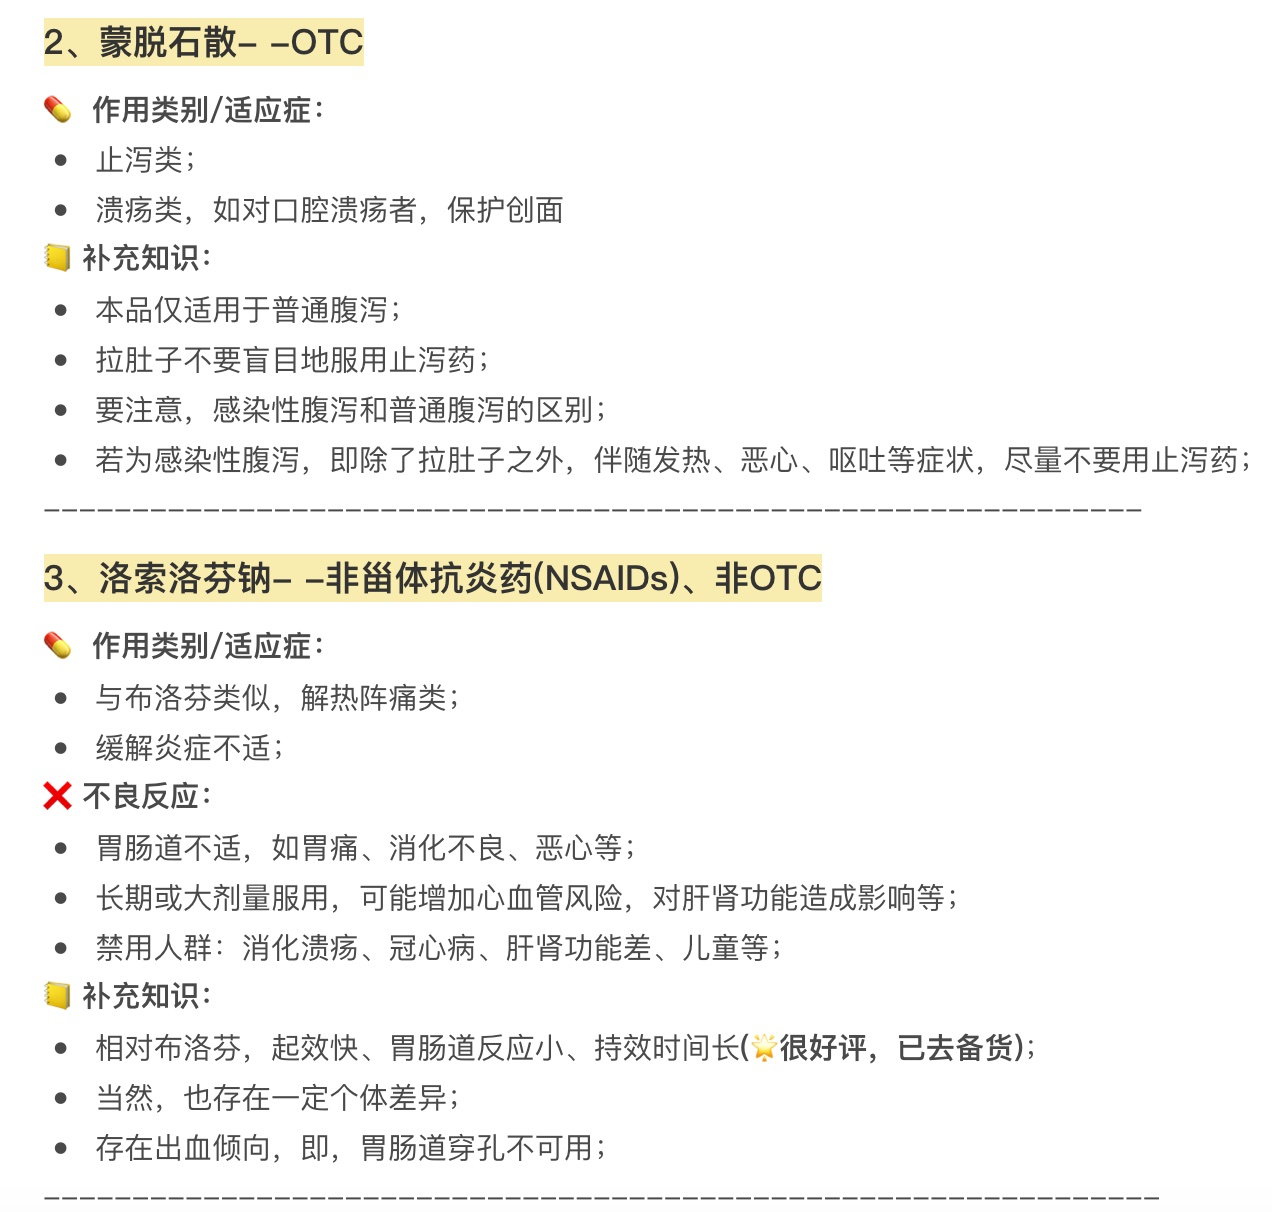 2、蒙脱石散– –OTC
💊 作用类别/适应症：
• 止泻类；
• 溃疡类，如对口腔溃疡者，保护创面
📒 补充知识：
• 本品仅适用于普通腹泻；
• 拉肚子不要盲目地服用止泻药；
• 要注意，感染性腹泻和普通腹泻的区别；
• 若为感染性腹泻，即除了拉肚子之外，伴随发热、恶心、呕吐等症状，尽量不要用止泻药；
––––––––––––––––––––––––––––––––––––––––––––––––––––––––––––––
3、洛索洛芬钠– –非甾体抗炎药(NSAIDs)、非OTC
💊 作用类别/适应症：
• 与布洛芬类似，解热阵痛类；
• 缓解炎症不适；
❌ 不良反应：
• 胃肠道不适，如胃痛、消化不良、恶心等；
• 长期或大剂量服用，可能增加心血管风险，对肝肾功能造成影响等；
• 禁用人群：消化溃疡、冠心病、肝肾功能差、儿童等；
📒 补充知识：
• 相对布洛芬，起效快、胃肠道反应小、持效时间长(🌟很好评，已去备货)；
• 当然，也存在一定个体差异；
• 存在出血倾向，即，胃肠道穿孔不可用；
–––––––––––––––––––––––––––––––––––––––––––––––––––––––––––––––